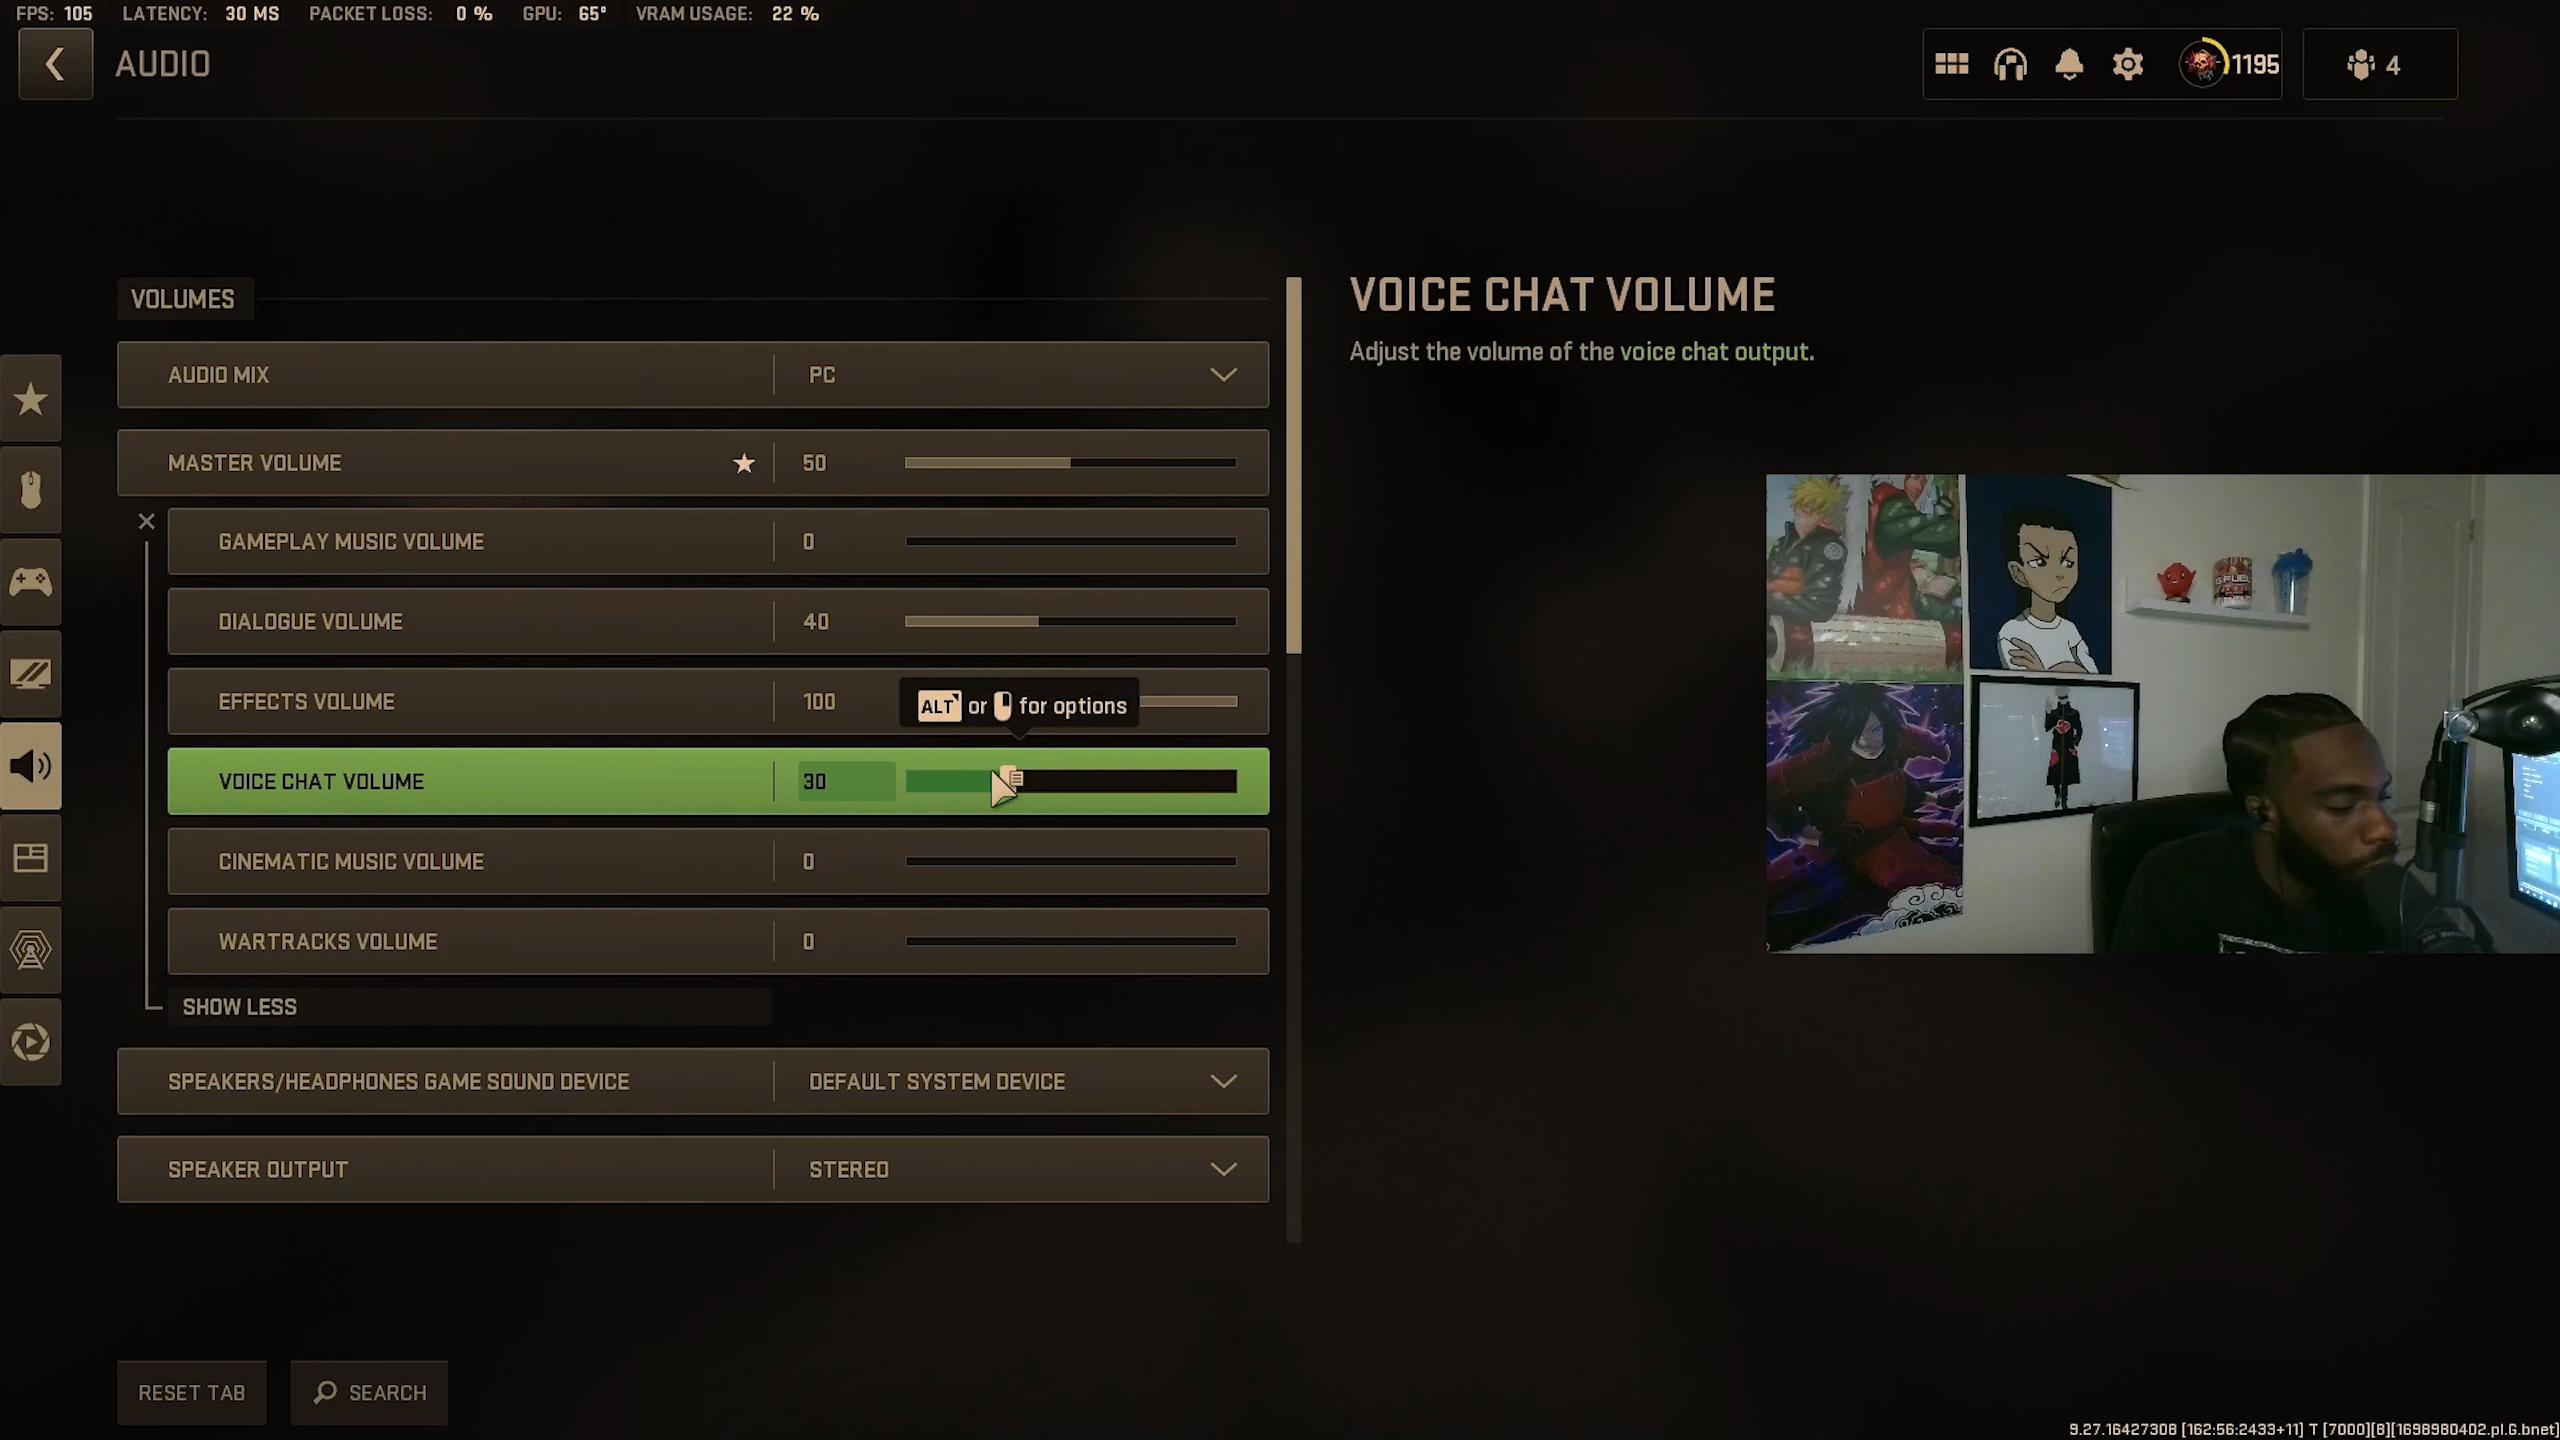 FPS: 105 LATENCY: 30 MS PACKET LOSS: 0 % GPU: 65° VRAM USAGE: 22 %
AUDIO
1195
4
VOLUMES
AUDIO MIX PC
MASTER VOLUME 50
GAMEPLAY MUSIC VOLUME 0
DIALOGUE VOLUME 40
EFFECTS VOLUME 100
ALT or for options
VOICE CHAT VOLUME 30
CINEMATIC MUSIC VOLUME 0
WARTRACKS VOLUME 0
SHOW LESS
SPEAKERS/HEADPHONES GAME SOUND DEVICE DEFAULT SYSTEM DEVICE
SPEAKER OUTPUT STEREO
VOICE CHAT VOLUME
Adjust the volume of the voice chat output.
G FUEL
RESET TAB
SEARCH
9.27.16427308 [162:56:2433+11] T [7000][8][1698980402.pl.G.bnet]